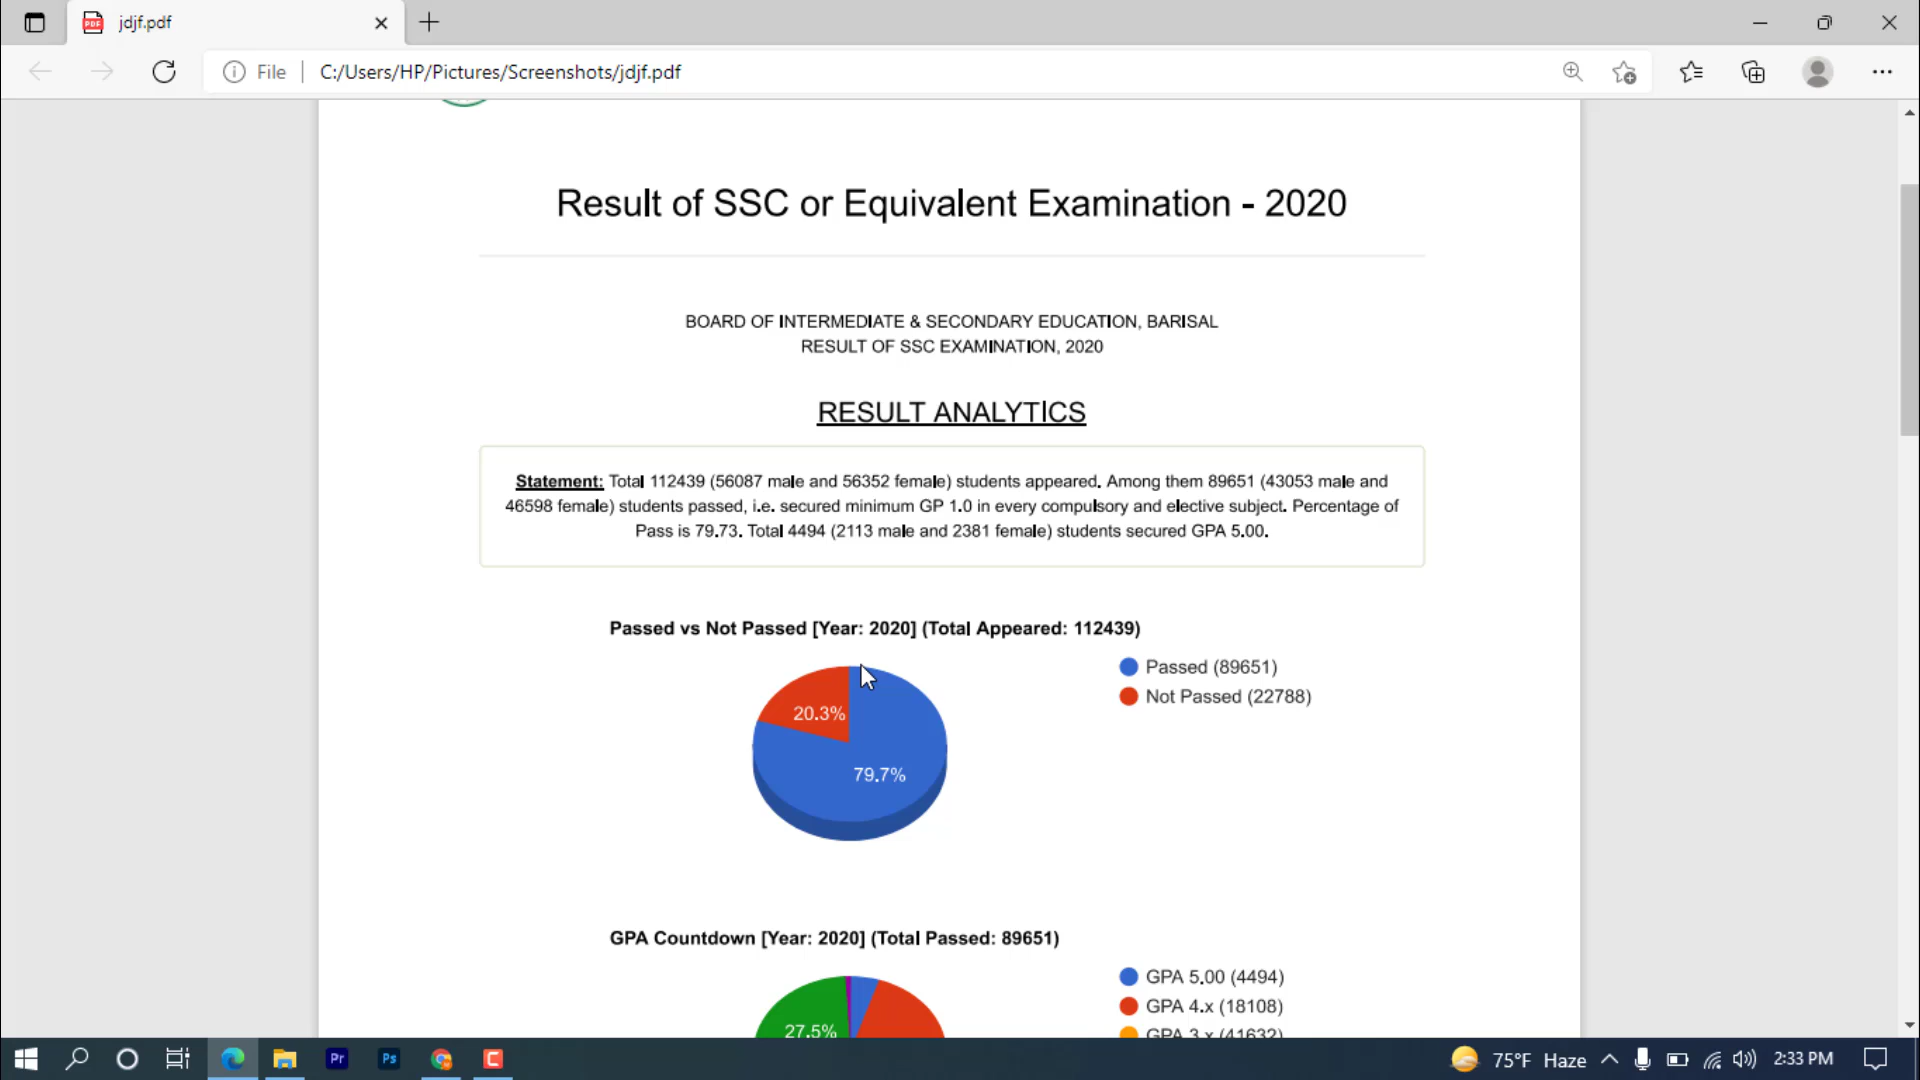 jdjf.pdf
File
C:/Users/HP/Pictures/Screenshots/jdjf.pdf
Result of SSC or Equivalent Examination - 2020
BOARD OF INTERMEDIATE & SECONDARY EDUCATION, BARISAL
RESULT OF SSC EXAMINATION, 2020
RESULT ANALYTICS
Statement: Total 112439 (56087 male and 56352 female) students appeared. Among them 89651 (43053 male and
46598 female) students passed, i.e. secured minimum GP 1.0 in every compulsory and elective subject. Percentage of
Pass is 79.73. Total 4494 (2113 male and 2381 female) students secured GPA 5.00.
Passed vs Not Passed [Year: 2020] (Total Appeared: 112439)
Passed (89651)
Not Passed (22788)
20.3%
79.7%
GPA Countdown [Year: 2020] (Total Passed: 89651)
GPA 5.00 (4494)
GPA 4.x (18108)
GPA 3.x (41632)
27.5%
Pr
Ps
C
75°F Haze
2:33 PM